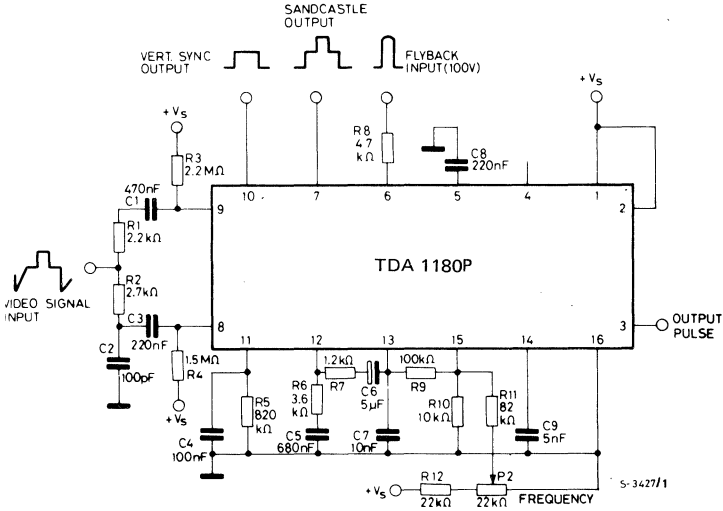 SANDCASTLE
OUTPUT
VERT. SYNC
OUTPUT
FLYBACK
INPUT(100V)
+Vs
+Vs
R3
2.2MΩ
R8
4.7
kΩ
C8
220nF
470nF
C1
10
7
6
5
4
1
9
2
R1
2.2kΩ
TDA 1180P
R2
2.7kΩ
VIDEO SIGNAL
INPUT
C3
220nF
8
3
OUTPUT
PULSE
C2
100pF
1.5MΩ
R4
+Vs
11
12
13
15
14
16
1.2kΩ
R7
C6
5µF
100kΩ
R9
R5
820
kΩ
R6
3.6
kΩ
R10
10kΩ
R11
82
kΩ
C4
100nF
C5
680nF
C7
10nF
C9
5nF
+Vs
R12
22kΩ
P2
22kΩ
FREQUENCY
S-3427/1